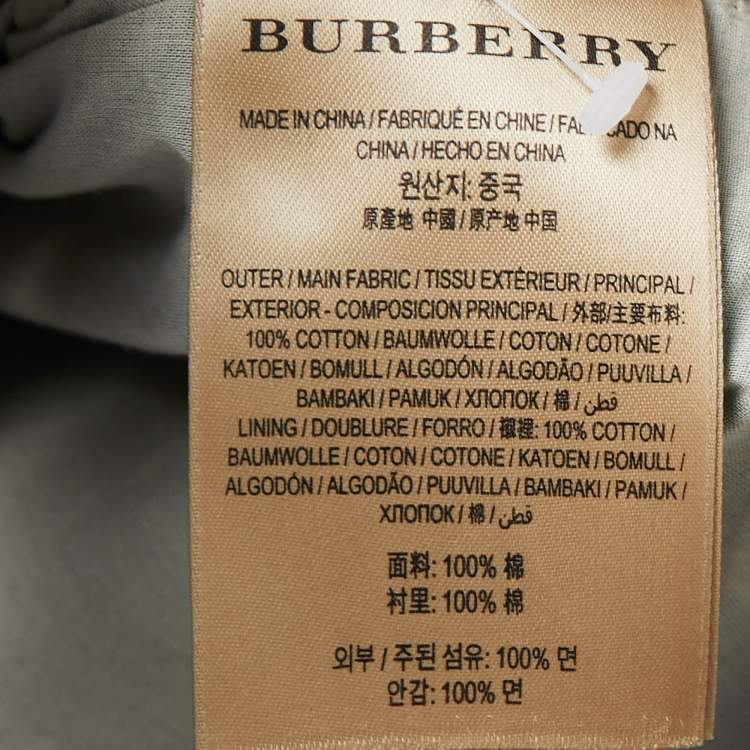 BURBERRY
MADE IN CHINA / FABRIQUÉ EN CHINE / CADO NA
CHINA / HECHO EN CHINA
원산지: 중국
原產地 中國 / 原产地 中国
OUTER / MAIN FABRIC / TISSU EXTÉRIEUR / PRINCIPAL /
EXTERIOR - COMPOSICION PRINCIPAL / 外部/主要布料:
100% COTTON / BAUMWOLLE / COTON / COTONE /
KATOEN / BOMULL / ALGODÓN / ALGODÃO / PUUVILLA /
BAMBAKI / PAMUK / ХЛОПОК / 棉 / قطن
LINING / DOUBLURE / FORRO / 襯裡: 100% COTTON /
BAUMWOLLE / COTON / COTONE / KATOEN / BOMULL /
ALGODÓN / ALGODÃO / PUUVILLA / BAMBAKI / PAMUK /
ХЛОПОК / 棉 / قطن
面料: 100% 棉
衬里: 100% 棉
외부 / 주된 섬유: 100% 면
안감: 100% 면